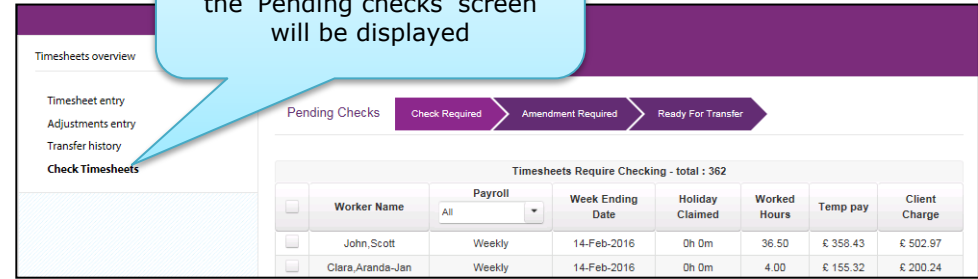 the 'Pending checks' screen
will be displayed
Timesheets overview
Timesheet entry
Adjustments entry
Transfer history
Check Timesheets
Pending Checks Check Required Amendment Required Ready For Transfer
Timesheets Require Checking - total : 362
Worker Name Payroll All Week Ending Date Holiday Claimed Worked Hours Temp pay Client Charge
John,Scott Weekly 14-Feb-2016 0h 0m 36.50 £ 358.43 £ 502.97
Clara,Aranda-Jan Weekly 14-Feb-2016 0h 0m 4.00 £ 155.32 £ 200.24